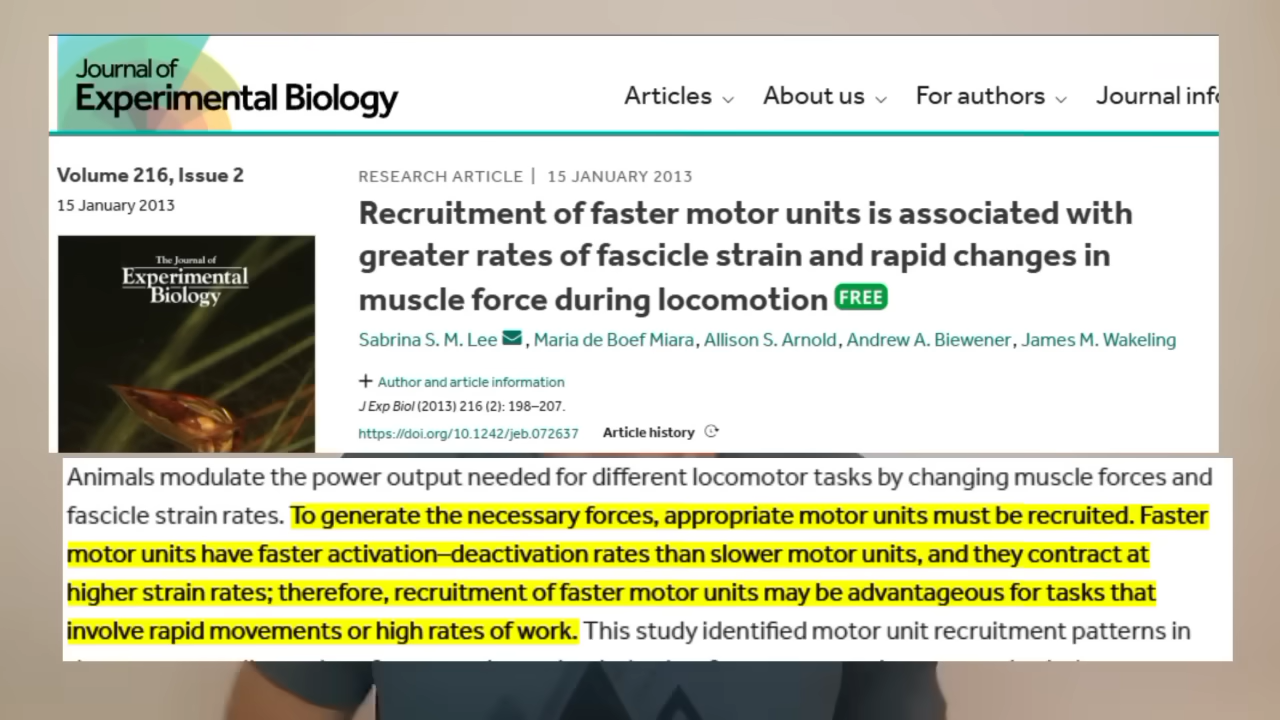 Journal of
Experimental Biology
Articles About us For authors Journal
Volume 216, Issue 2
15 January 2013
RESEARCH ARTICLE | 15 JANUARY 2013
Recruitment of faster motor units is associated with
greater rates of fascicle strain and rapid changes in
muscle force during locomotion FREE
Sabrina S. M. Lee, Maria de Boef Miara, Allison S. Arnold, Andrew A. Biewener, James M. Wakeling
+ Author and article information
J Exp Biol (2013) 216 (2): 198–207.
https://doi.org/10.1242/jeb.072637 Article history
The Journal of
Experimental
Biology
Animals modulate the power output needed for different locomotor tasks by changing muscle forces and
fascicle strain rates. To generate the necessary forces, appropriate motor units must be recruited. Faster
motor units have faster activation–deactivation rates than slower motor units, and they contract at
higher strain rates; therefore, recruitment of faster motor units may be advantageous for tasks that
involve rapid movements or high rates of work. This study identified motor unit recruitment patterns in